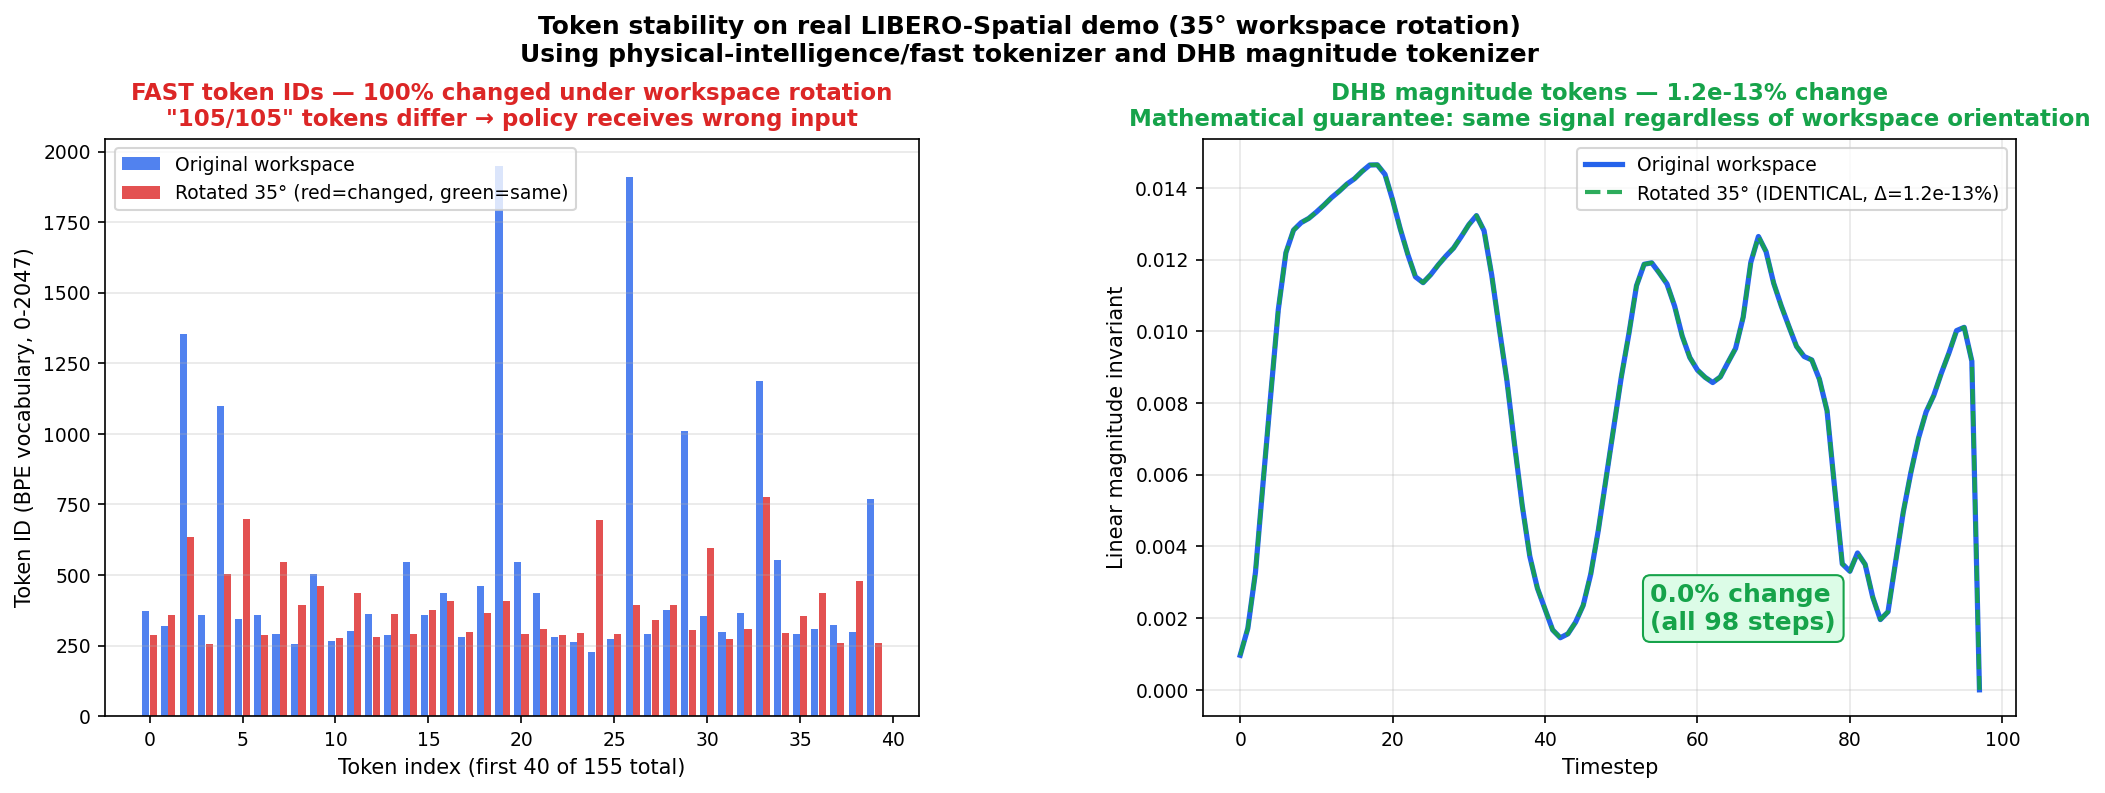 Token stability on real LIBERO-Spatial demo (35° workspace rotation)
Using physical-intelligence/fast tokenizer and DHB magnitude tokenizer
FAST token IDs — 100% changed under workspace rotation
"105/105" tokens differ → policy receives wrong input
Original workspace
Rotated 35° (red=changed, green=same)
Token ID (BPE vocabulary, 0-2047)
2000
1750
1500
1250
1000
750
500
250
0
0 5 10 15 20 25 30 35 40
Token index (first 40 of 155 total)
DHB magnitude tokens — 1.2e-13% change
Mathematical guarantee: same signal regardless of workspace orientation
Original workspace
Rotated 35° (IDENTICAL, Δ=1.2e-13%)
Linear magnitude invariant
0.014
0.012
0.010
0.008
0.006
0.004
0.002
0.000
0.0% change
(all 98 steps)
0 20 40 60 80 100
Timestep